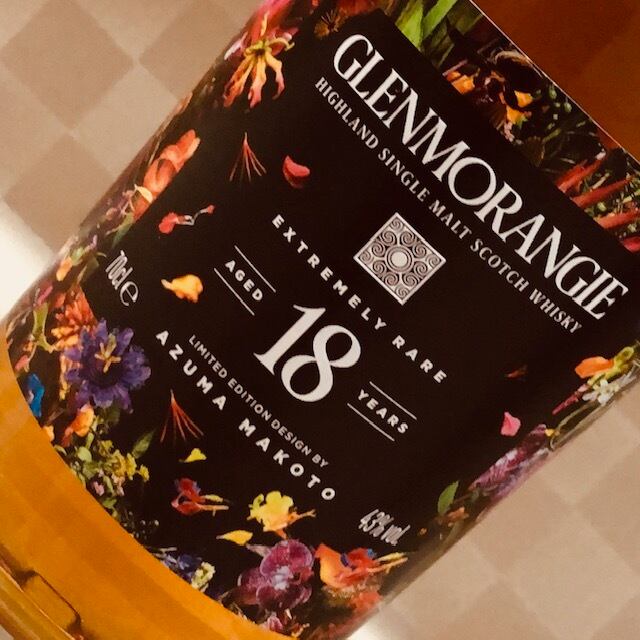 GLENMORANGIE
HIGHLAND SINGLE MALT SCOTCH WHISKY
EXTREMELY RARE
AGED
18
YEARS
LIMITED EDITION DESIGN BY
AZUMA MAKOTO
70cl ℮
43% vol.